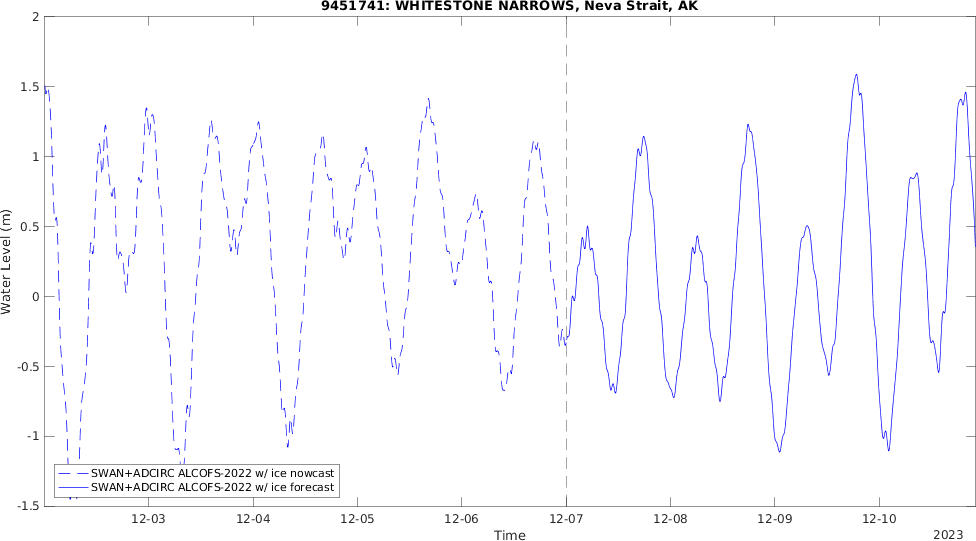 9451741: WHITESTONE NARROWS, Neva Strait, AK
Water Level (m)
2
1.5
1
0.5
0
-0.5
-1
-1.5
SWAN+ADCIRC ALCOFS-2022 w/ ice nowcast
SWAN+ADCIRC ALCOFS-2022 w/ ice forecast
12-03 12-04 12-05 12-06 12-07 12-08 12-09 12-10
Time
2023